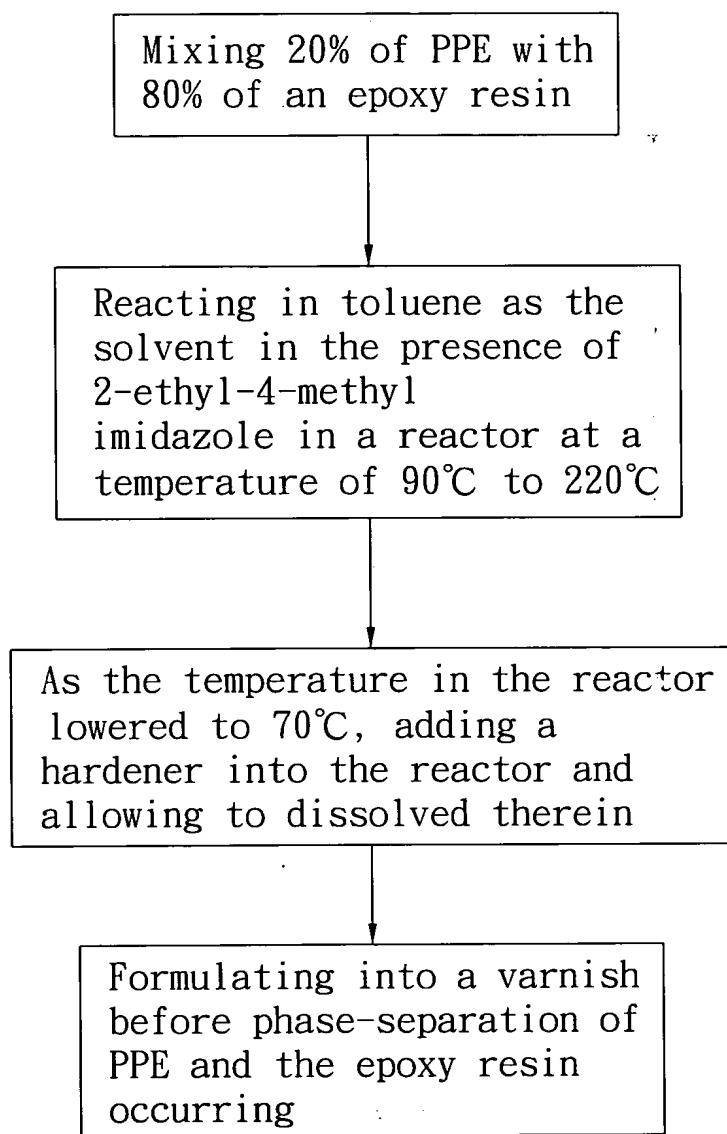 Mixing 20% of PPE with
80% of an epoxy resin
Reacting in toluene as the
solvent in the presence of
2-ethyl-4-methyl
imidazole in a reactor at a
temperature of 90℃ to 220℃
As the temperature in the reactor
lowered to 70℃, adding a
hardener into the reactor and
allowing to dissolved therein
Formulating into a varnish
before phase-separation of
PPE and the epoxy resin
occurring